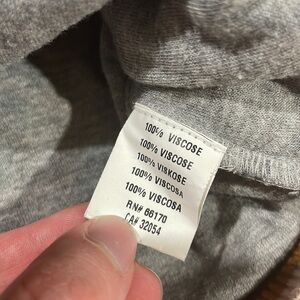 100% VISCOSE
100% VISCOSE
100% VISKOSE
100% VISCOSA
100% VISCOSA
RN# 66170
CA# 32054